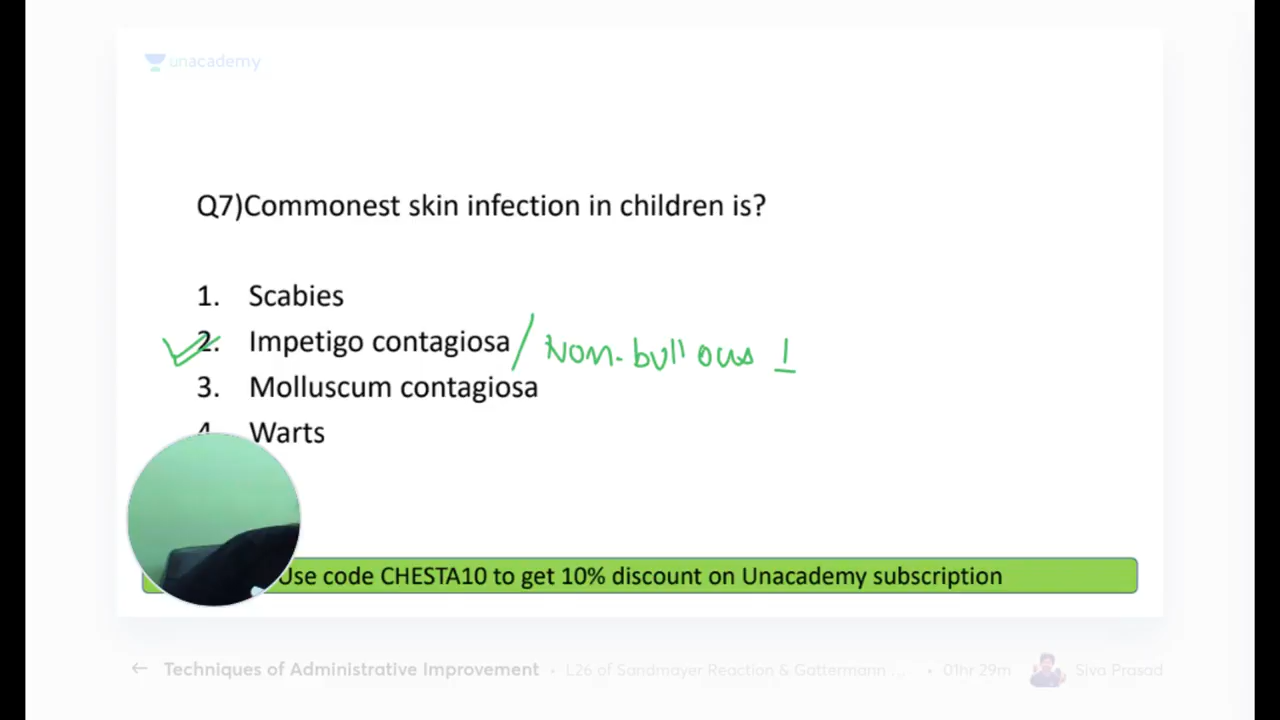 unacademy
Q7)Commonest skin infection in children is?
1. Scabies
2. Impetigo contagiosa / Non-bullous I
3. Molluscum contagiosa
4. Warts
Use code CHESTA10 to get 10% discount on Unacademy subscription
← Techniques of Administrative Improvement • L26 of Sandmayer Reaction & Gattermann ... • 01hr 29m Siva Prasad